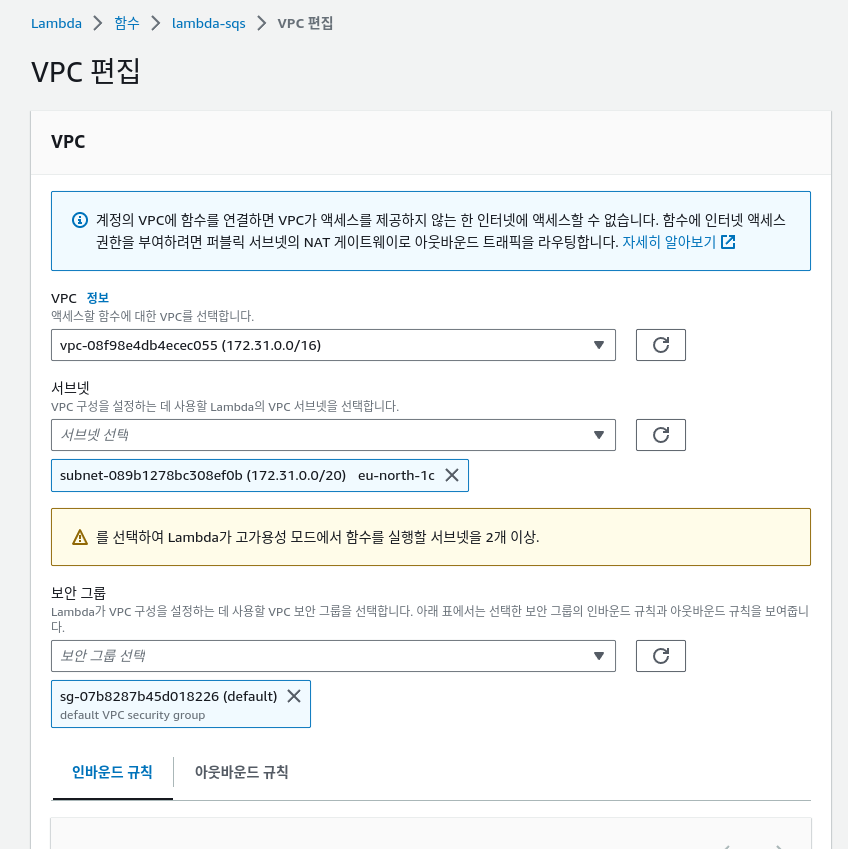 Lambda > 함수 > lambda-sqs > VPC 편집
VPC 편집
VPC
계정의 VPC에 함수를 연결하면 VPC가 액세스를 제공하지 않는 한 인터넷에 액세스할 수 없습니다. 함수에 인터넷 액세스
권한을 부여하려면 퍼블릭 서브넷의 NAT 게이트웨이로 아웃바운드 트래픽을 라우팅합니다. 자세히 알아보기
VPC 정보
액세스할 함수에 대한 VPC를 선택합니다.
vpc-08f98e4db4ecec055 (172.31.0.0/16)
서브넷
VPC 구성을 설정하는 데 사용할 Lambda의 VPC 서브넷을 선택합니다.
서브넷 선택
subnet-089b1278bc308ef0b (172.31.0.0/20) eu-north-1c
를 선택하여 Lambda가 고가용성 모드에서 함수를 실행할 서브넷을 2개 이상.
보안 그룹
Lambda가 VPC 구성을 설정하는 데 사용할 VPC 보안 그룹을 선택합니다. 아래 표에서는 선택한 보안 그룹의 인바운드 규칙과 아웃바운드 규칙을 보여줍니
다.
보안 그룹 선택
sg-07b8287b45d018226 (default)
default VPC security group
인바운드 규칙 아웃바운드 규칙